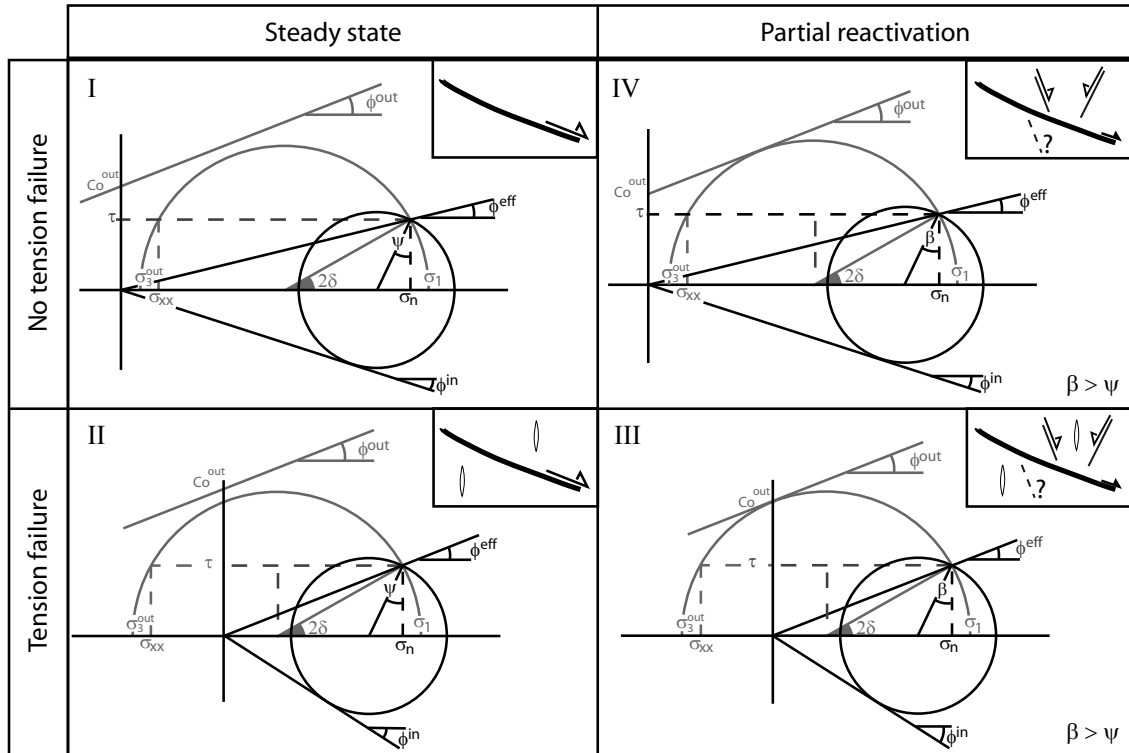 Steady state
Partial reactivation
No tension failure
Tension failure
I
ϕout
Coout
τ
ϕeff
ψ
σ3out
σxx
2δ
σn
σ1
ϕin
IV
ϕout
Coout
τ
ϕeff
β
σ3out
σxx
2δ
σn
σ1
ϕin
?
β > ψ
II
ϕout
Coout
τ
ϕeff
ψ
σ3out
σxx
2δ
σn
σ1
ϕin
III
ϕout
Coout
τ
ϕeff
β
σ3out
σxx
2δ
σn
σ1
ϕin
?
β > ψ